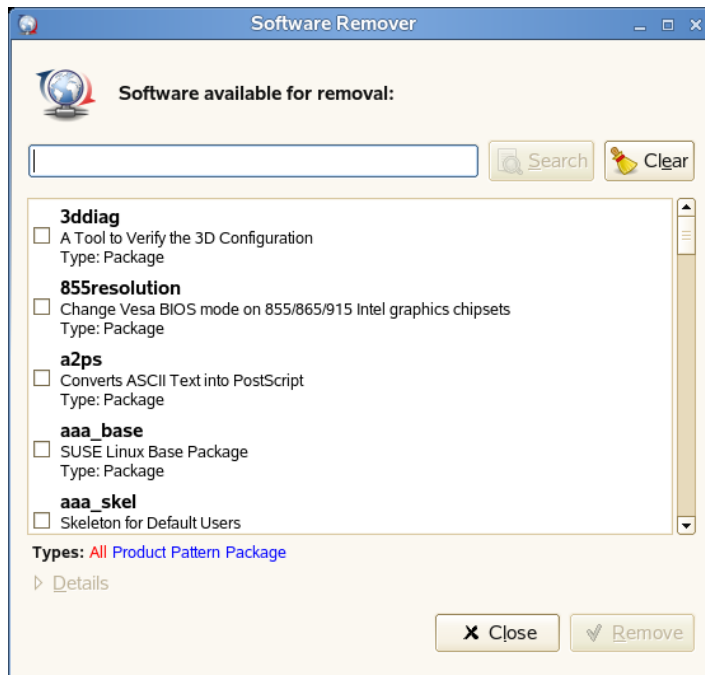 Software Remover
Software available for removal:
Search
Clear
3ddiag
A Tool to Verify the 3D Configuration
Type: Package
855resolution
Change Vesa BIOS mode on 855/865/915 Intel graphics chipsets
Type: Package
a2ps
Converts ASCII Text into PostScript
Type: Package
aaa_base
SUSE Linux Base Package
Type: Package
aaa_skel
Skeleton for Default Users
Types: All Product Pattern Package
Details
Close
Remove